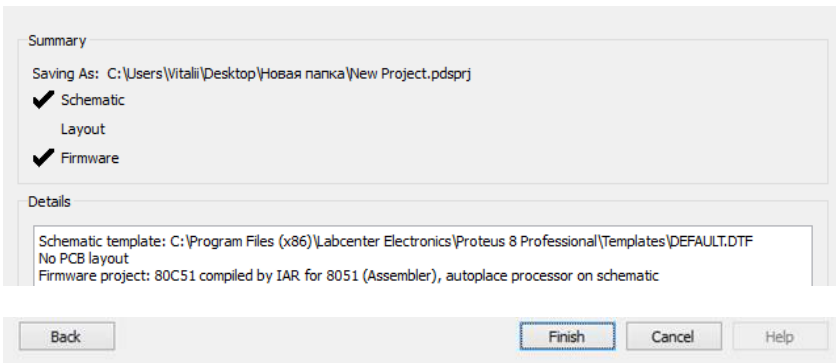 Summary
Saving As: C:\Users\Vitalii\Desktop\Новая папка\New Project.pdsprj
Schematic
Layout
Firmware
Details
Schematic template: C:\Program Files (x86)\Labcenter Electronics\Proteus 8 Professional\Templates\DEFAULT.DTF
No PCB layout
Firmware project: 80C51 compiled by IAR for 8051 (Assembler), autoplace processor on schematic
Back Finish Cancel Help